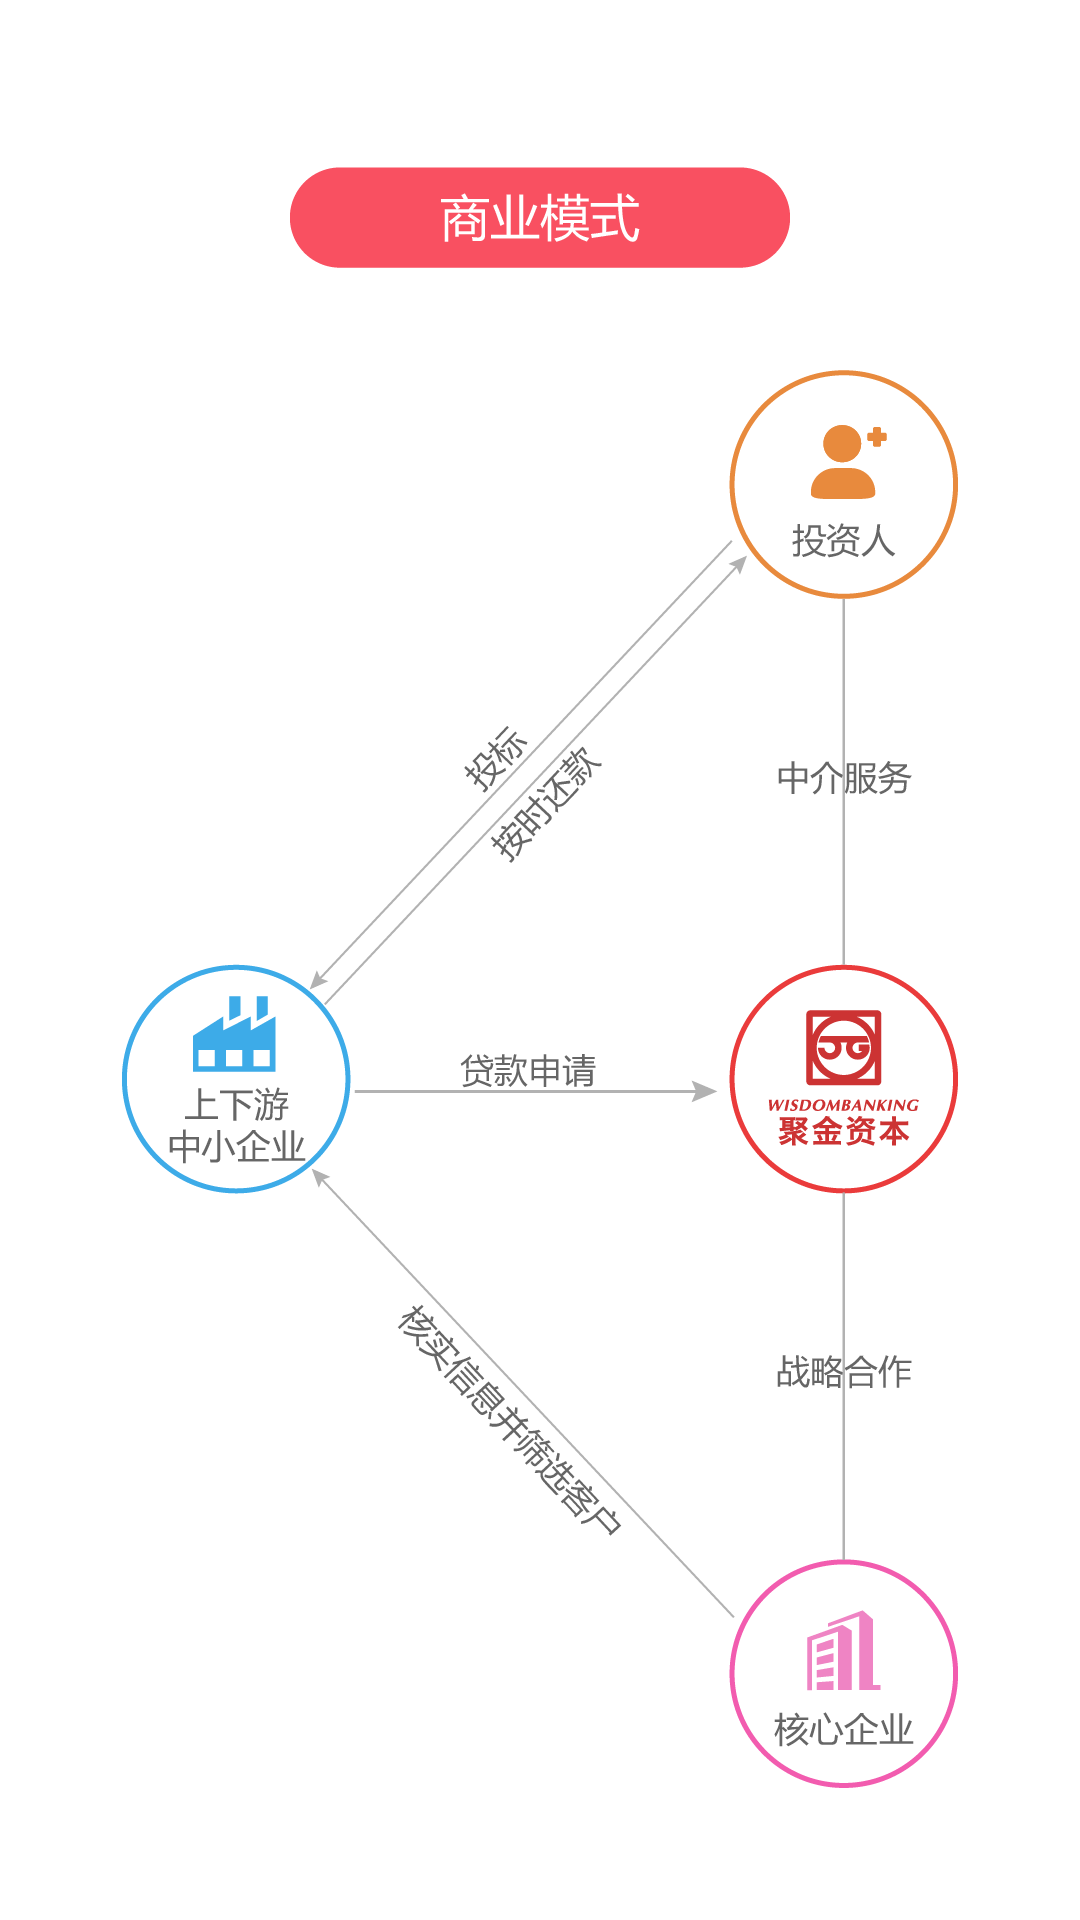 商业模式
投资人
投标
按时还款
中介服务
上下游
中小企业
贷款申请
WISDOMBANKING
聚金资本
核实信息并筛选客户
战略合作
核心企业